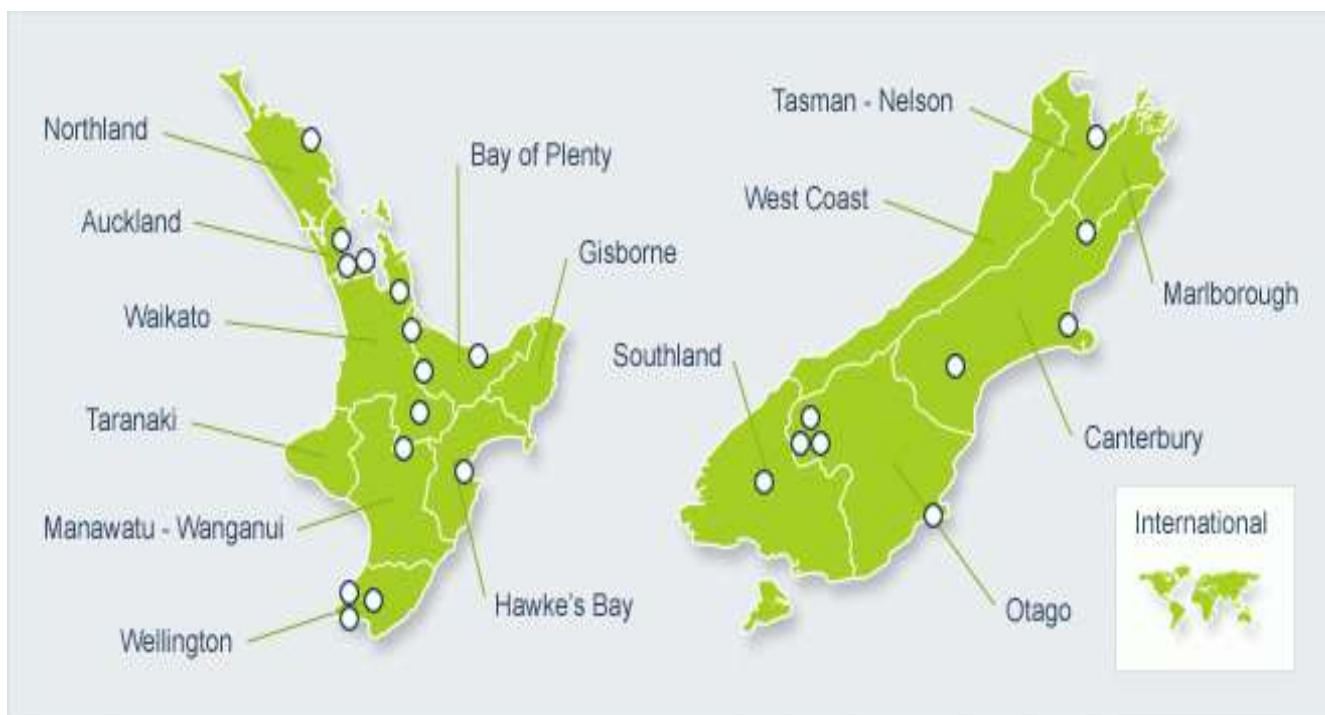 Northland
Auckland
Waikato
Taranaki
Manawatu - Wanganui
Wellington
Bay of Plenty
Gisborne
Hawke's Bay
Tasman - Nelson
West Coast
Southland
Marlborough
Canterbury
Otago
International